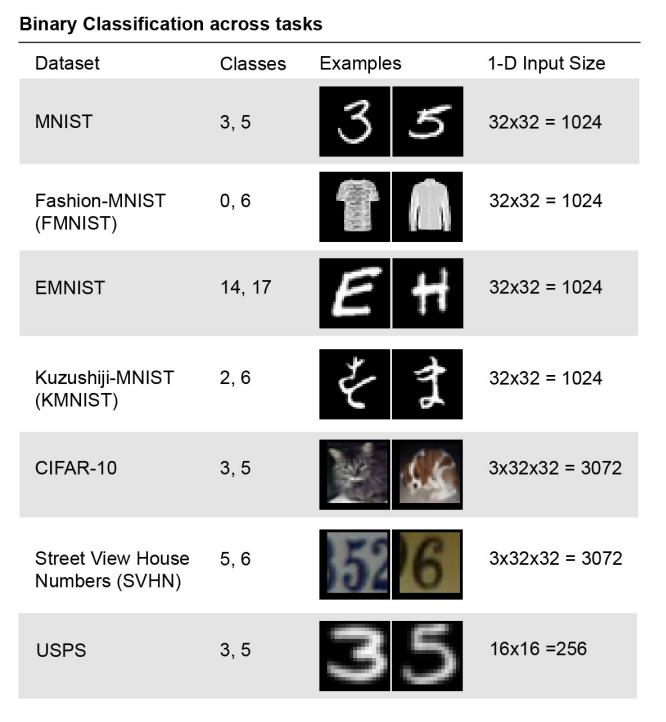 Binary Classification across tasks
Dataset Classes Examples 1-D Input Size
MNIST 3, 5 3 5 32x32 = 1024
Fashion-MNIST 0, 6 32x32 = 1024
(FMNIST)
EMNIST 14, 17 E H 32x32 = 1024
Kuzushiji-MNIST 2, 6 を ま 32x32 = 1024
(KMNIST)
CIFAR-10 3, 5 3x32x32 = 3072
Street View House 5, 6 352 6 3x32x32 = 3072
Numbers (SVHN)
USPS 3, 5 3 5 16x16 =256